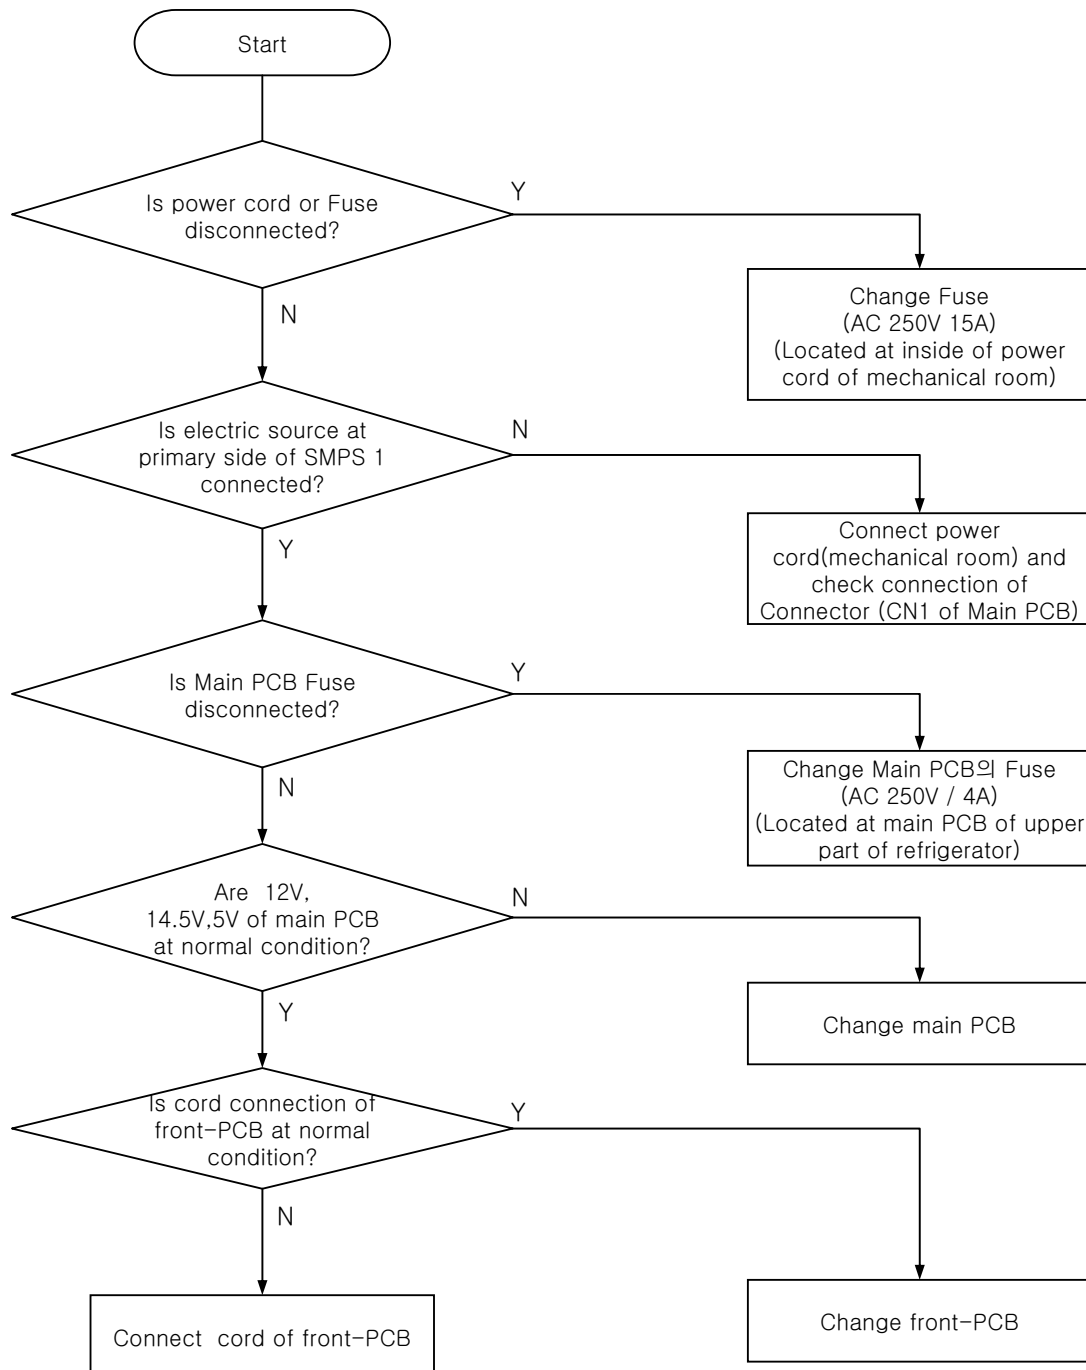 Start
Is power cord or Fuse
disconnected?
Y
N
Change Fuse
(AC 250V 15A)
(Located at inside of power
cord of mechanical room)
Is electric source at
primary side of SMPS 1
connected?
N
Y
Connect power
cord(mechanical room) and
check connection of
Connector (CN1 of Main PCB)
Is Main PCB Fuse
disconnected?
Y
N
Change Main PCB의 Fuse
(AC 250V / 4A)
(Located at main PCB of upper
part of refrigerator)
Are 12V,
14.5V,5V of main PCB
at normal condition?
N
Y
Change main PCB
Is cord connection of
front-PCB at normal
condition?
Y
N
Connect cord of front-PCB
Change front-PCB